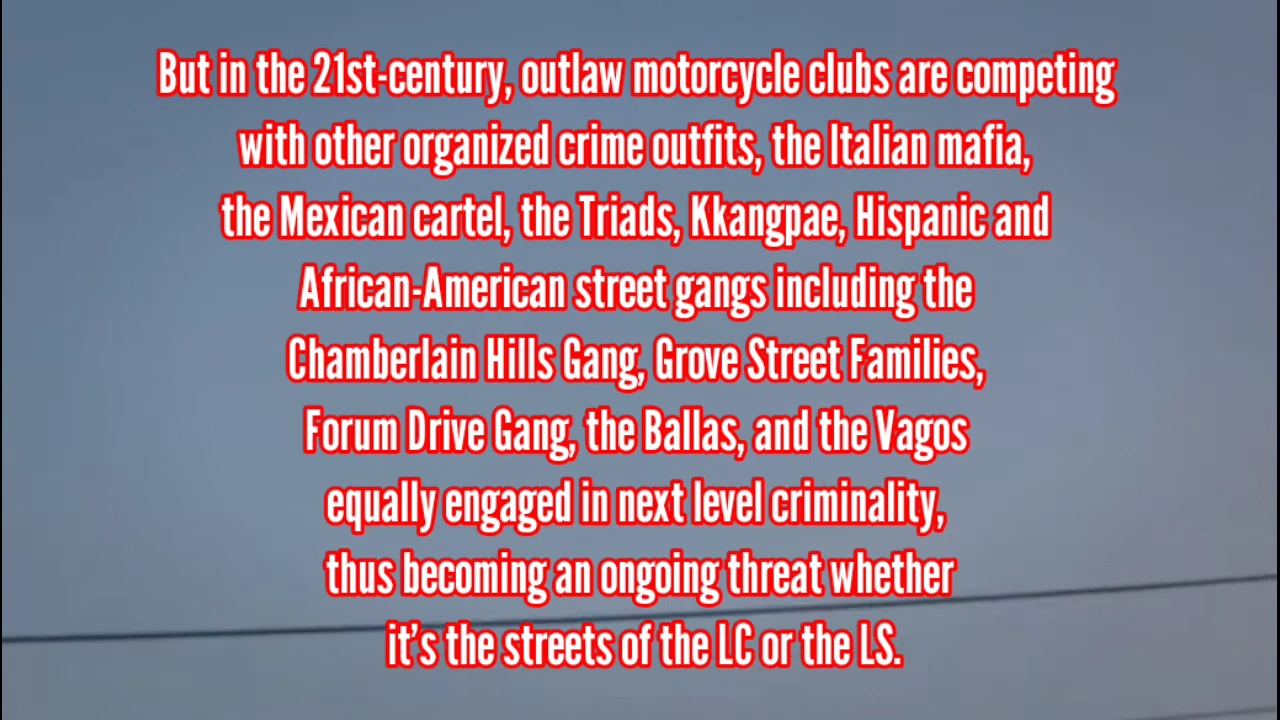 But in the 21st-century, outlaw motorcycle clubs are competing
with other organized crime outfits, the Italian mafia,
the Mexican cartel, the Triads, Kkangpae, Hispanic and
African-American street gangs including the
Chamberlain Hills Gang, Grove Street Families,
Forum Drive Gang, the Ballas, and the Vagos
equally engaged in next level criminality,
thus becoming an ongoing threat whether
it’s the streets of the LC or the LS.